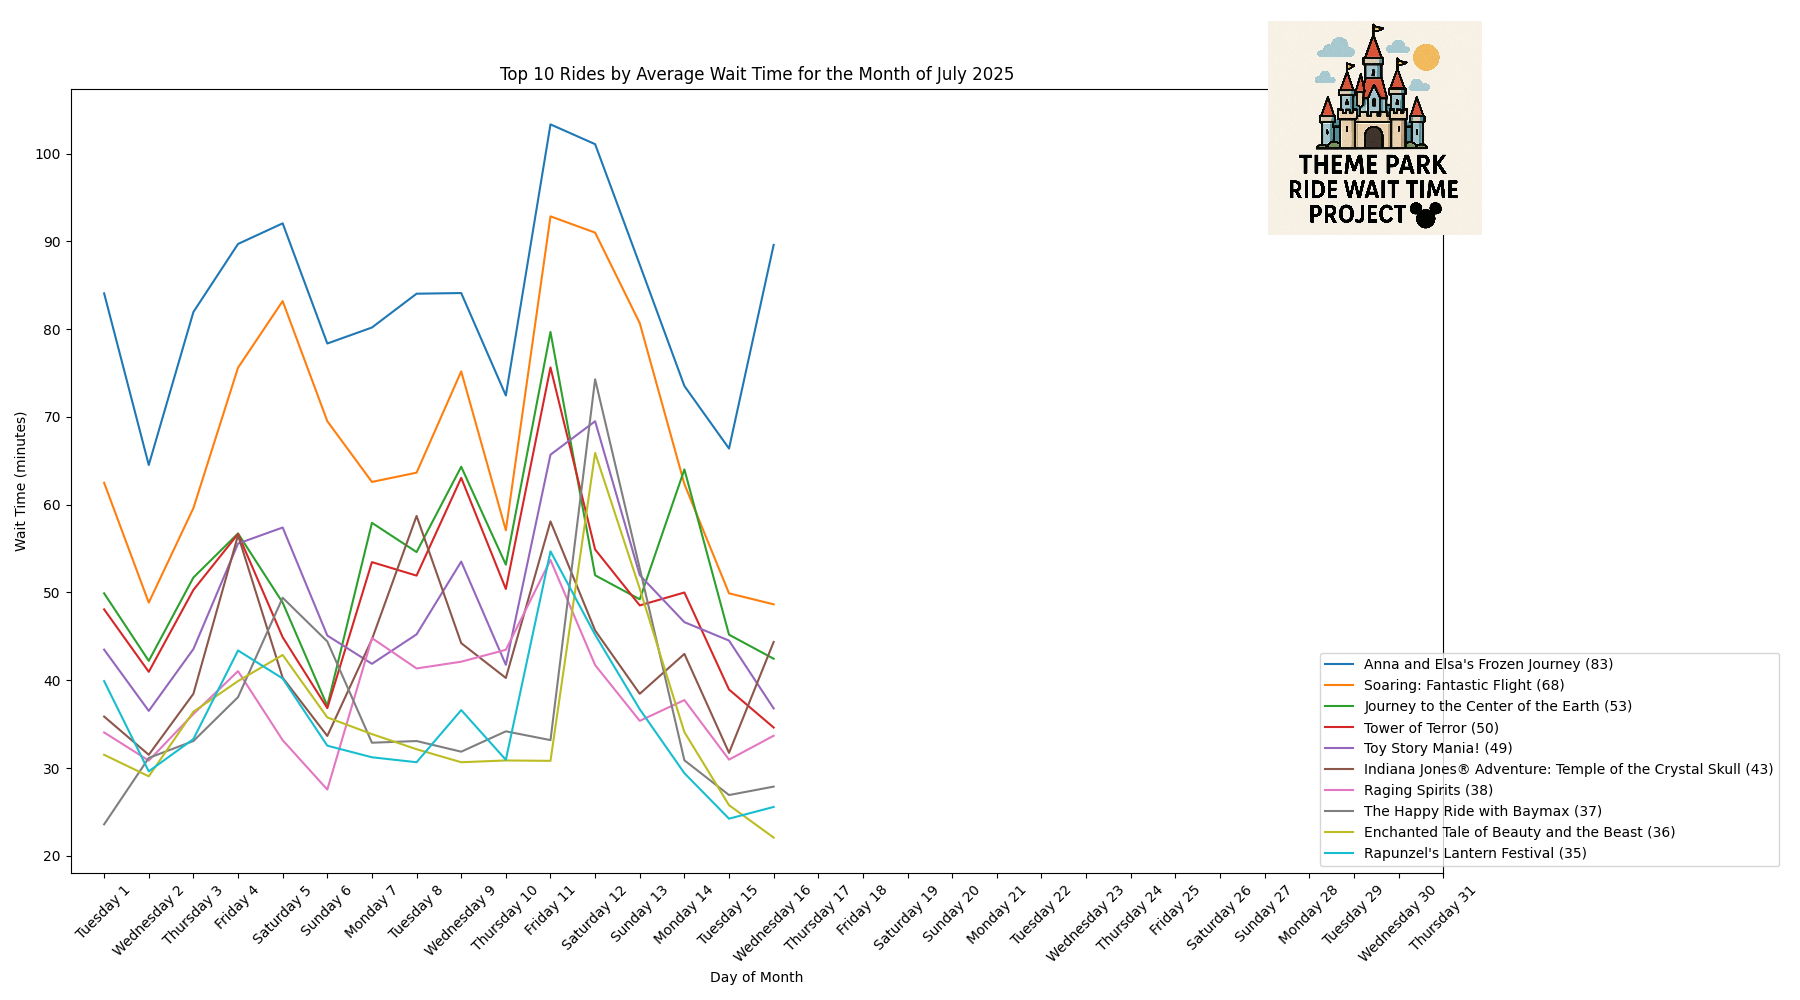 Top 10 Rides by Average Wait Time for the Month of July 2025
THEME PARK
RIDE WAIT TIME
PROJECT
Wait Time (minutes)
100
90
80
70
60
50
40
30
20
Anna and Elsa's Frozen Journey (83)
Soaring: Fantastic Flight (68)
Journey to the Center of the Earth (53)
Tower of Terror (50)
Toy Story Mania! (49)
Indiana Jones® Adventure: Temple of the Crystal Skull (43)
Raging Spirits (38)
The Happy Ride with Baymax (37)
Enchanted Tale of Beauty and the Beast (36)
Rapunzel's Lantern Festival (35)
Tuesday 1
Wednesday 2
Thursday 3
Friday 4
Saturday 5
Sunday 6
Monday 7
Tuesday 8
Wednesday 9
Thursday 10
Friday 11
Saturday 12
Sunday 13
Monday 14
Tuesday 15
Wednesday 16
Thursday 17
Friday 18
Saturday 19
Sunday 20
Monday 21
Tuesday 22
Wednesday 23
Thursday 24
Friday 25
Saturday 26
Sunday 27
Monday 28
Tuesday 29
Wednesday 30
Thursday 31
Day of Month